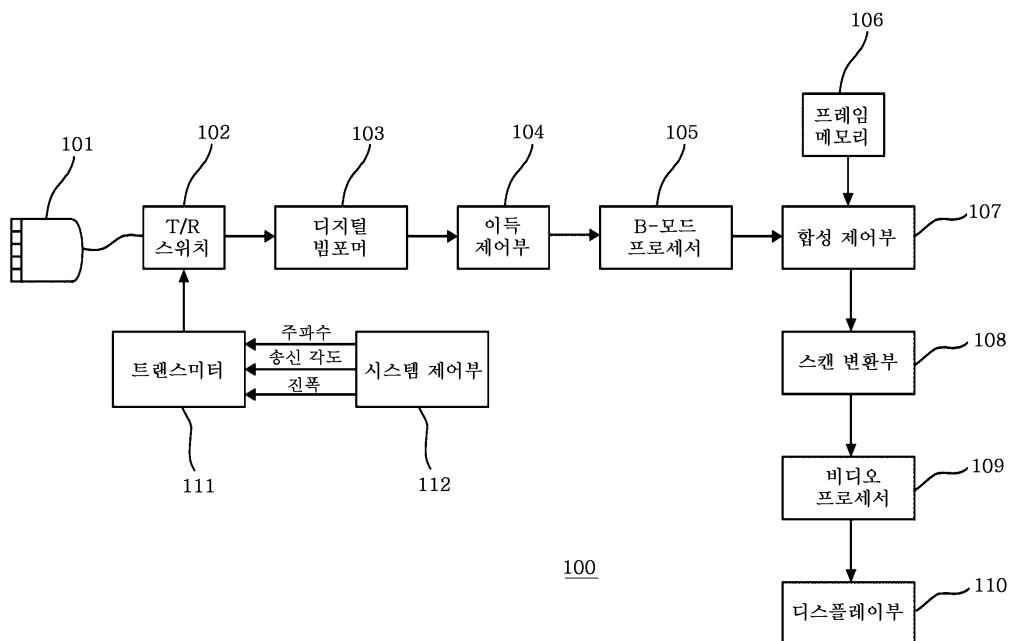 106
프레임
메모리
101
102
103
104
105
T/R
스위치
디지털
빔포머
이득
제어부
B-모드
프로세서
합성 제어부
107
트랜스미터
주파수
송신 각도
진폭
시스템 제어부
스캔 변환부
108
111
112
비디오
프로세서
109
100
디스플레이부
110